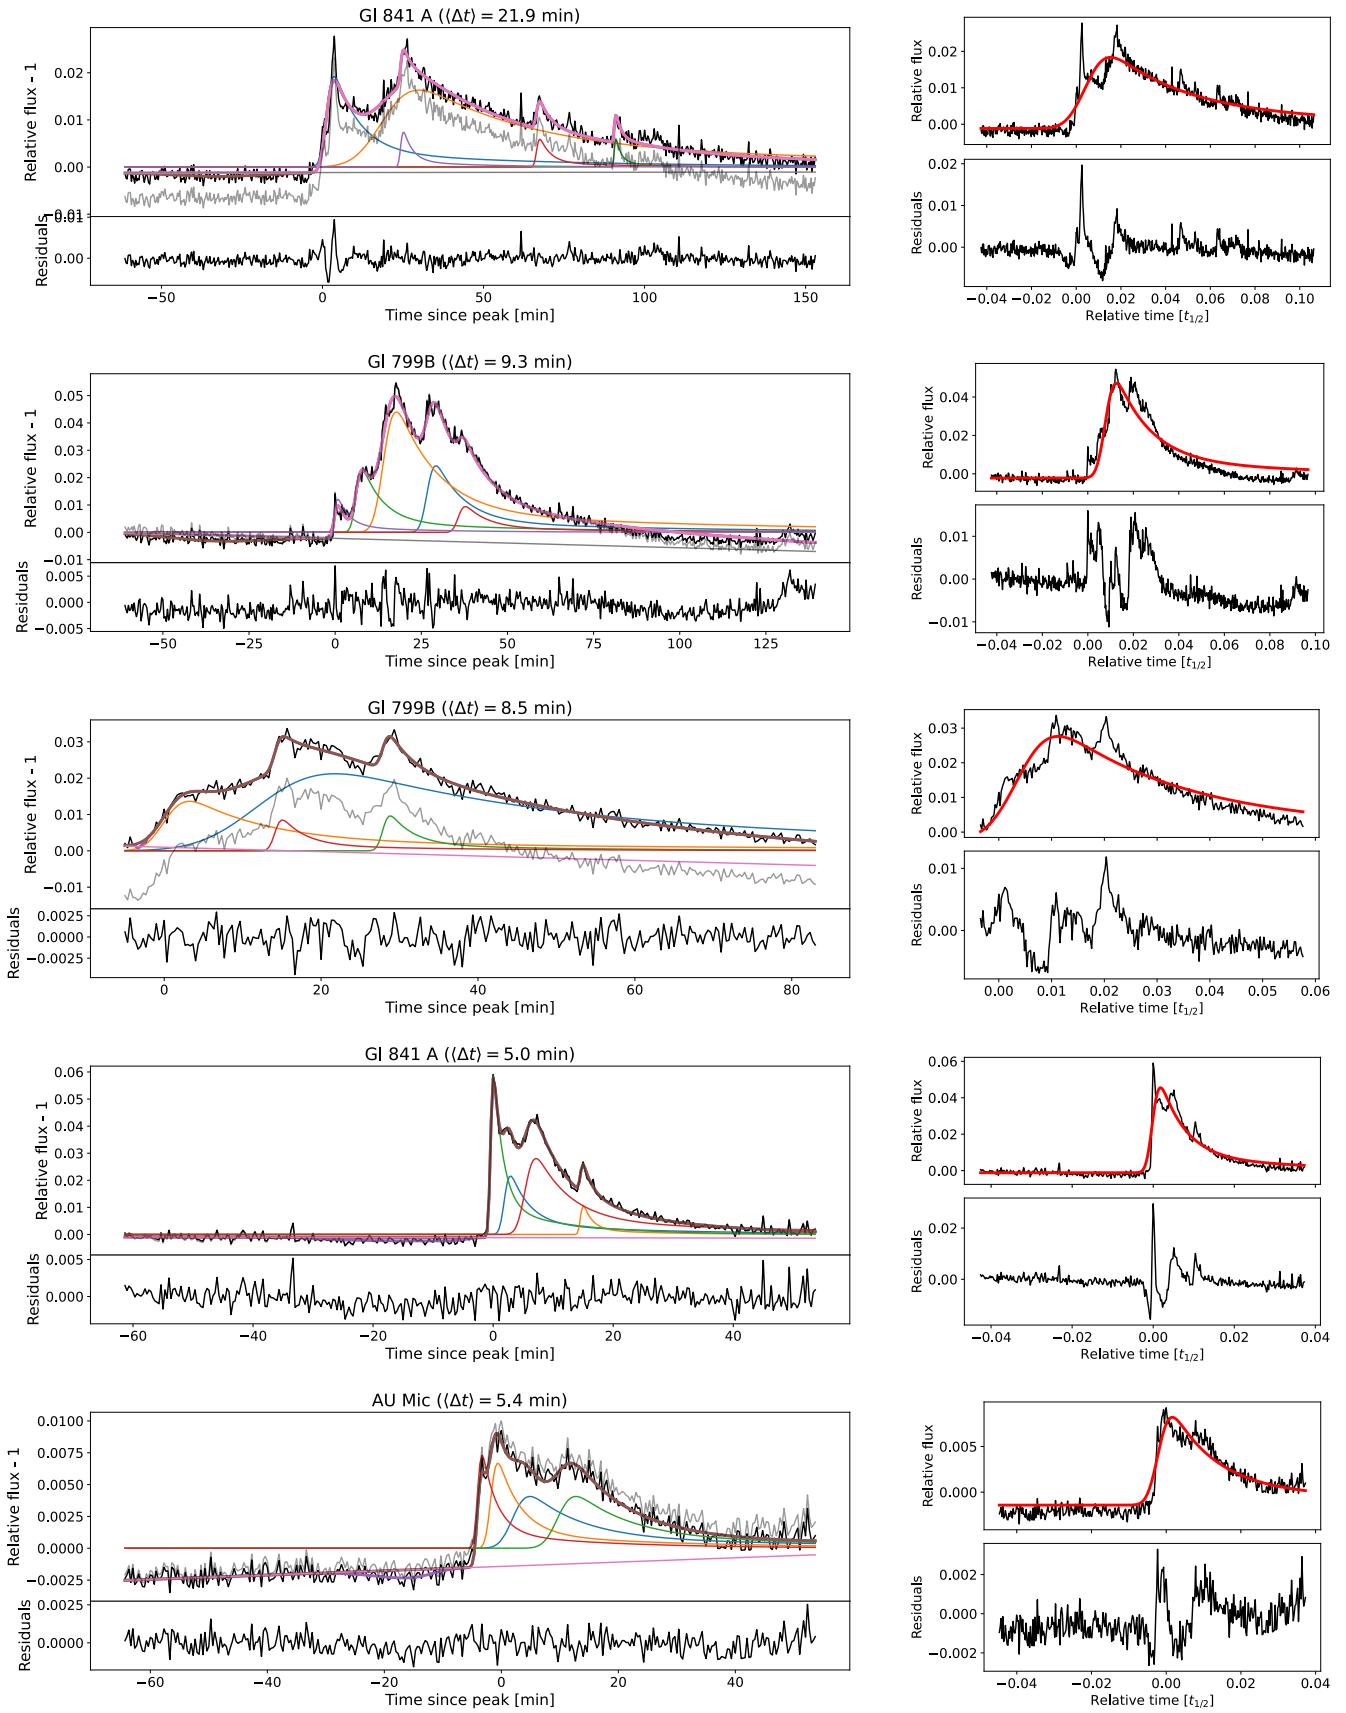 Gl 841 A (⟨Δt⟩ = 21.9 min)
Relative flux - 1
0.02
0.01
0.00
−0.01
Residuals
0.01
0.00
−50 0 50 100 150
Time since peak [min]
Relative flux
0.02
0.01
0.00
Residuals
0.02
0.01
0.00
−0.04 −0.02 0.00 0.02 0.04 0.06 0.08 0.10
Relative time [t1/2]
Gl 799B (⟨Δt⟩ = 9.3 min)
Relative flux - 1
0.05
0.04
0.03
0.02
0.01
0.00
−0.01
Residuals
0.005
0.000
−0.005
−50 −25 0 25 50 75 100 125
Time since peak [min]
Relative flux
0.04
0.02
0.00
Residuals
0.01
0.00
−0.01
−0.04 −0.02 0.00 0.02 0.04 0.06 0.08 0.10
Relative time [t1/2]
Gl 799B (⟨Δt⟩ = 8.5 min)
Relative flux - 1
0.03
0.02
0.01
0.00
−0.01
Residuals
0.0025
0.0000
−0.0025
0 20 40 60 80
Time since peak [min]
Relative flux
0.03
0.02
0.01
0.00
Residuals
0.01
0.00
0.00 0.01 0.02 0.03 0.04 0.05 0.06
Relative time [t1/2]
Gl 841 A (⟨Δt⟩ = 5.0 min)
Relative flux - 1
0.06
0.05
0.04
0.03
0.02
0.01
0.00
Residuals
0.005
0.000
−60 −40 −20 0 20 40
Time since peak [min]
Relative flux
0.06
0.04
0.02
0.00
Residuals
0.02
0.00
−0.04 −0.02 0.00 0.02 0.04
Relative time [t1/2]
AU Mic (⟨Δt⟩ = 5.4 min)
Relative flux - 1
0.0100
0.0075
0.0050
0.0025
0.0000
−0.0025
Residuals
0.0025
0.0000
−60 −40 −20 0 20 40
Time since peak [min]
Relative flux
0.005
0.000
Residuals
0.002
0.000
−0.002
−0.04 −0.02 0.00 0.02 0.04
Relative time [t1/2]